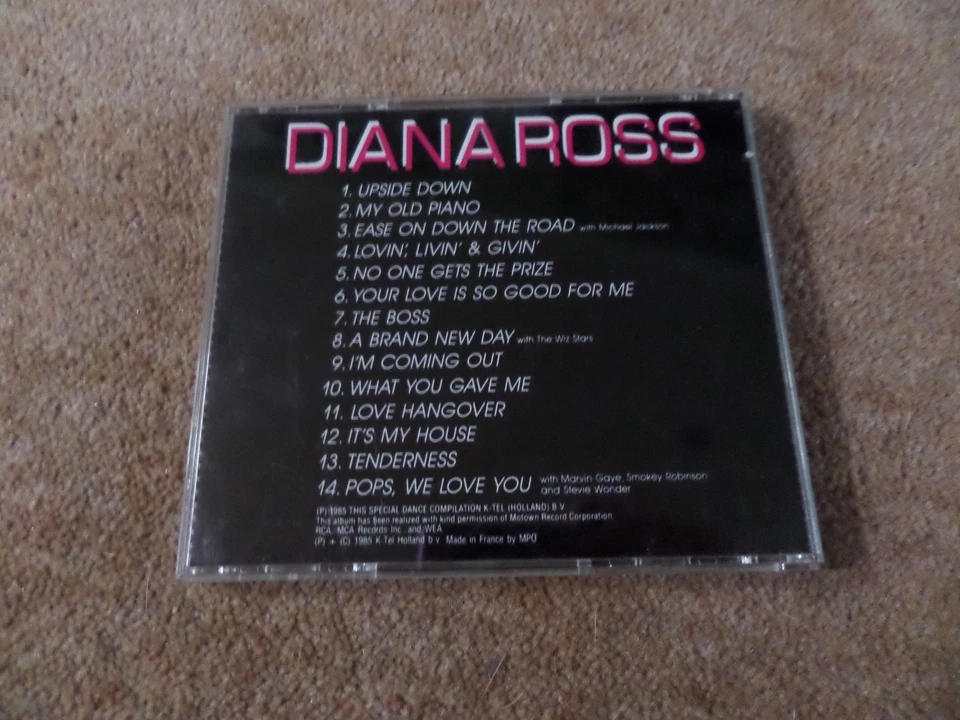 DIANA ROSS
1. UPSIDE DOWN
2. MY OLD PIANO
3. EASE ON DOWN THE ROAD with Michael Jackson
4. LOVIN', LIVIN' & GIVIN'
5. NO ONE GETS THE PRIZE
6. YOUR LOVE IS SO GOOD FOR ME
7. THE BOSS
8. A BRAND NEW DAY with The Wiz Stars
9. I'M COMING OUT
10. WHAT YOU GAVE ME
11. LOVE HANGOVER
12. IT'S MY HOUSE
13. TENDERNESS
14. POPS, WE LOVE YOU with Marvin Gaye, Smokey Robinson
and Stevie Wonder
(P) 1985 THIS SPECIAL DANCE COMPILATION K-TEL (HOLLAND) B V
This album has been realized with kind permission of Motown Record Corporation
RCA, MCA Records Inc. and WEA
(P) + (C) 1985 K-Tel Holland b v Made in France by MPO